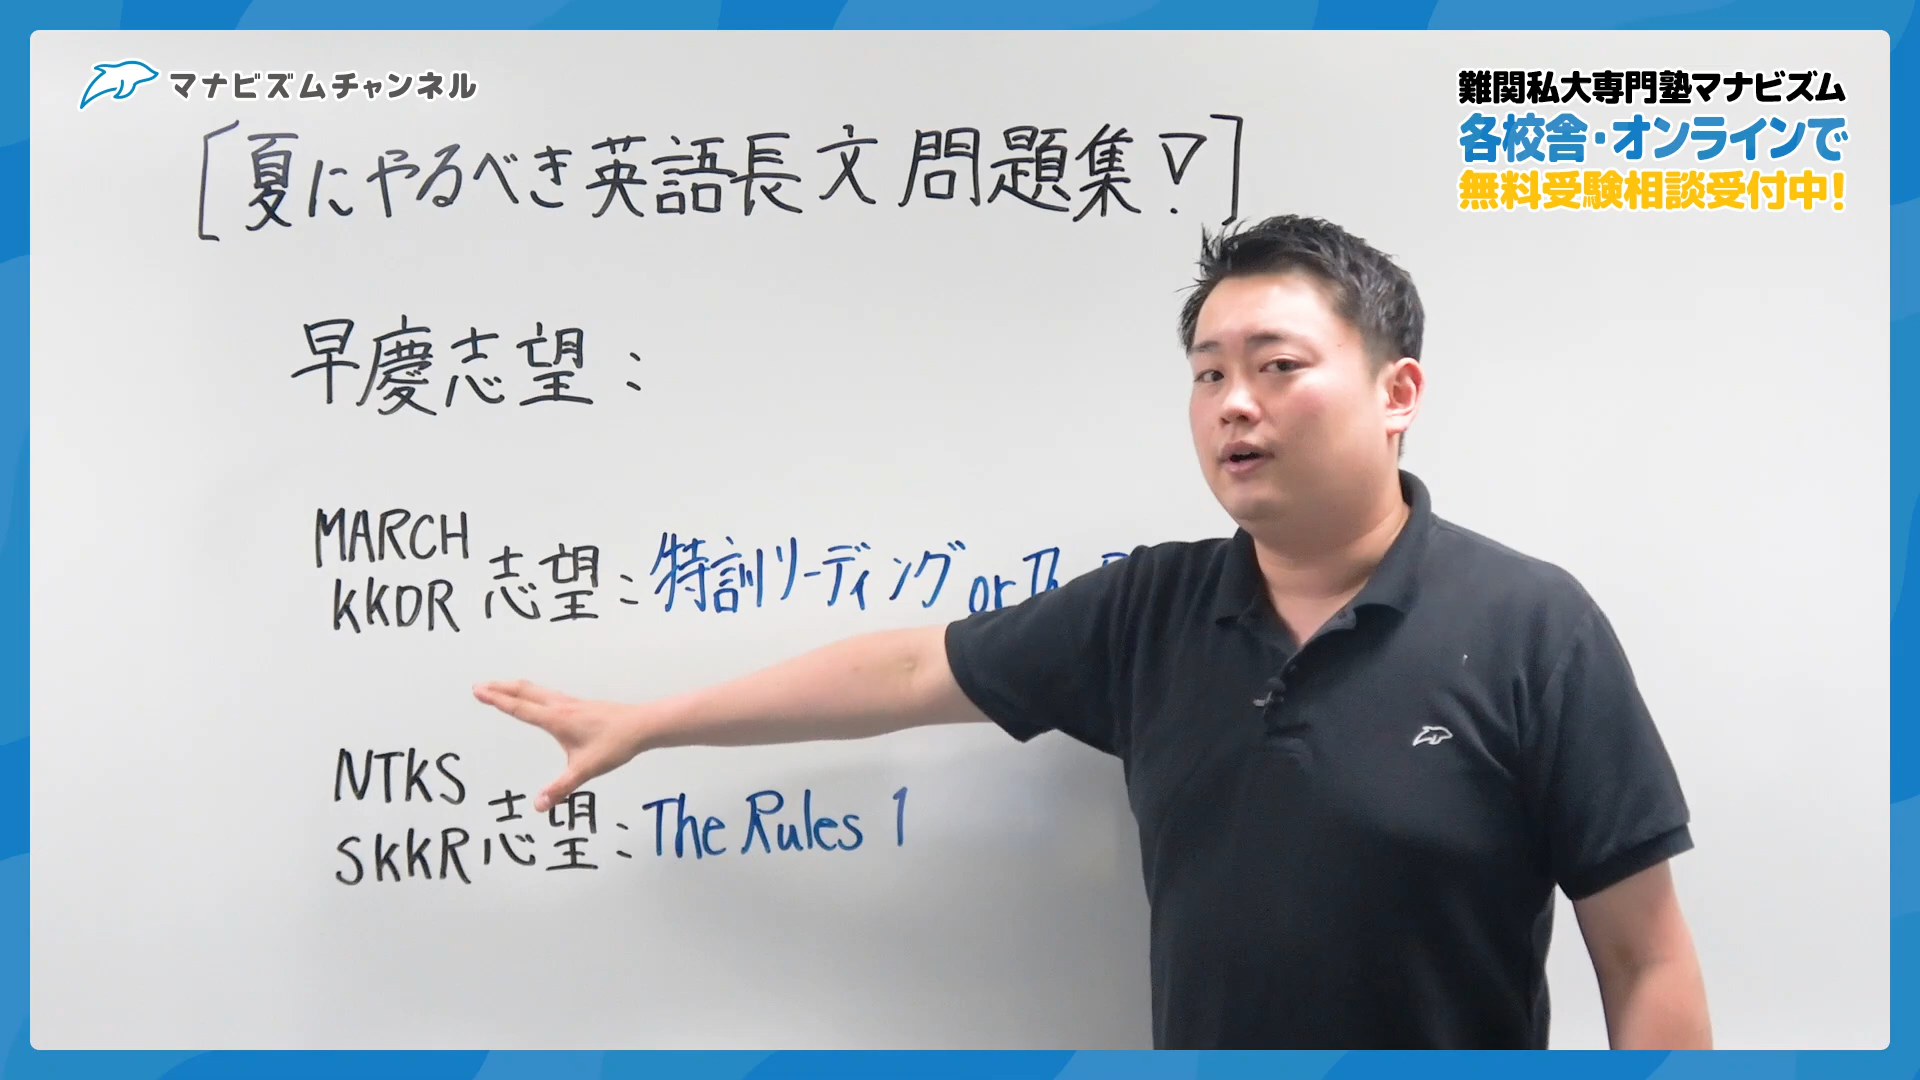 マナビズムチャンネル
難関私大専門塾マナビズム
各校舎・オンラインで
無料受験相談受付中!
[夏にやるべき英語長文問題集?]
早慶志望:
MARCH
KKDR 志望:特訓リーディング or Th
NTKS
SKKR 志望:The Rules 1